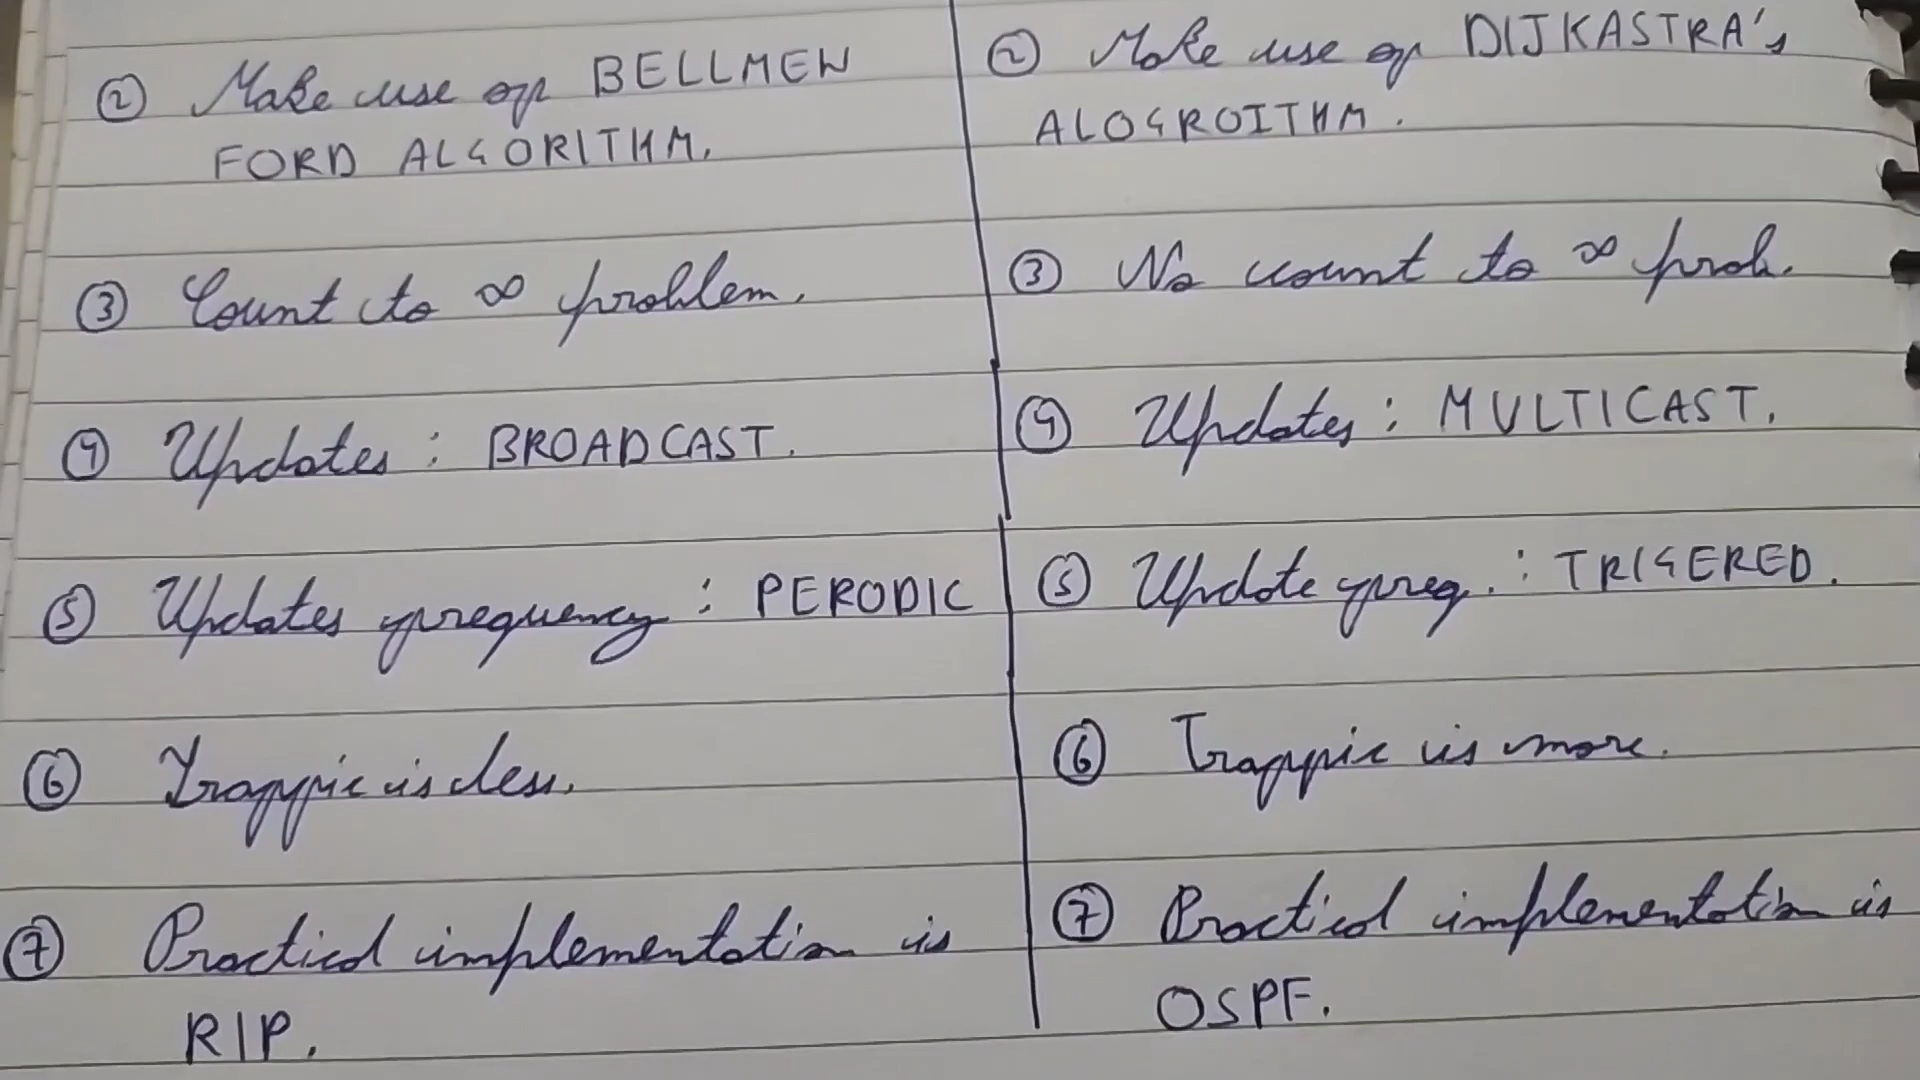 ② Make use of BELLMEN
FORD ALGORITHM.
③ Count to ∞ problem.
④ Updates : BROADCAST.
⑤ Updates frequency : PERODIC
⑥ Traffic is less.
⑦ Practical implementation is
RIP.
② Make use of DIJKASTRA's
ALOGROITHM.
③ No count to ∞ prob.
④ Updates : MULTICAST.
⑤ Update freq. : TRIGERED.
⑥ Traffic is more.
⑦ Practical implementation is
OSPF.